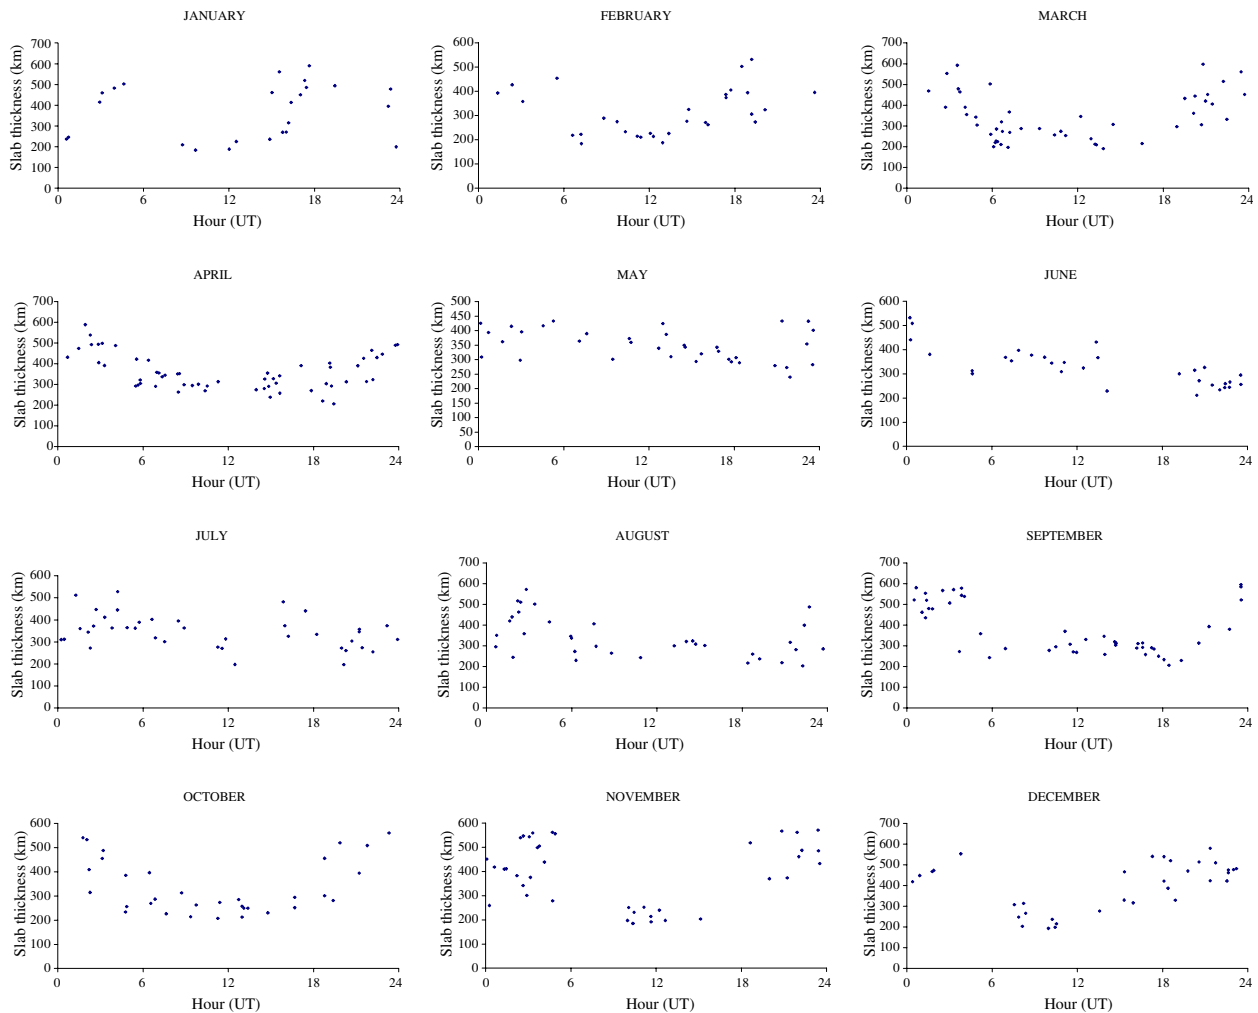 JANUARY
Slab thickness (km)
700
600
500
400
300
200
100
0
0 6 12 18 24
Hour (UT)
FEBRUARY
Slab thickness (km)
600
500
400
300
200
100
0
0 6 12 18 24
Hour (UT)
MARCH
Slab thickness (km)
700
600
500
400
300
200
100
0
0 6 12 18 24
Hour (UT)
APRIL
Slab thickness (km)
700
600
500
400
300
200
100
0
0 6 12 18 24
Hour (UT)
MAY
Slab thickness (km)
500
450
400
350
300
250
200
150
100
50
0
0 6 12 18 24
Hour (UT)
JUNE
Slab thickness (km)
600
500
400
300
200
100
0
0 6 12 18 24
Hour (UT)
JULY
Slab thickness (km)
600
500
400
300
200
100
0
0 6 12 18 24
Hour (UT)
AUGUST
Slab thickness (km)
700
600
500
400
300
200
100
0
0 6 12 18 24
Hour (UT)
SEPTEMBER
Slab thickness (km)
700
600
500
400
300
200
100
0
0 6 12 18 24
Hour (UT)
OCTOBER
Slab thickness (km)
600
500
400
300
200
100
0
0 6 12 18 24
Hour (UT)
NOVEMBER
Slab thickness (km)
600
500
400
300
200
100
0
0 6 12 18 24
Hour (UT)
DECEMBER
Slab thickness (km)
700
600
500
400
300
200
100
0
0 6 12 18 24
Hour (UT)